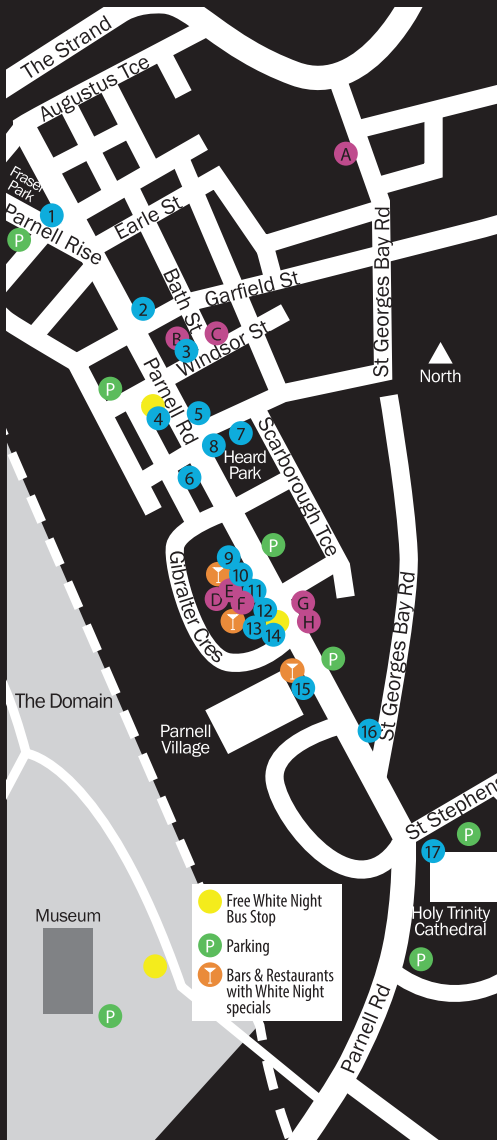 The Strand
Augustus Tce
A
Fraser
Park
1
P
Parnell Rise
Earle St
St Georges Bay Rd
Bath St
Garfield St
2
B
C
3
Windsor St
North
P
Parnell Rd
4
5
8
7
Heard
Park
Scarborough Tce
6
P
9
10
E
11
D
F
12
G
H
13
14
Gibralter Cres
P
15
16
St Georges Bay Rd
The Domain
Parnell
Village
St Stephens
P
17
Holy Trinity
Cathedral
P
Parnell Rd
Museum
P
Free White Night
Bus Stop
P
Parking
Bars & Restaurants
with White Night
specials